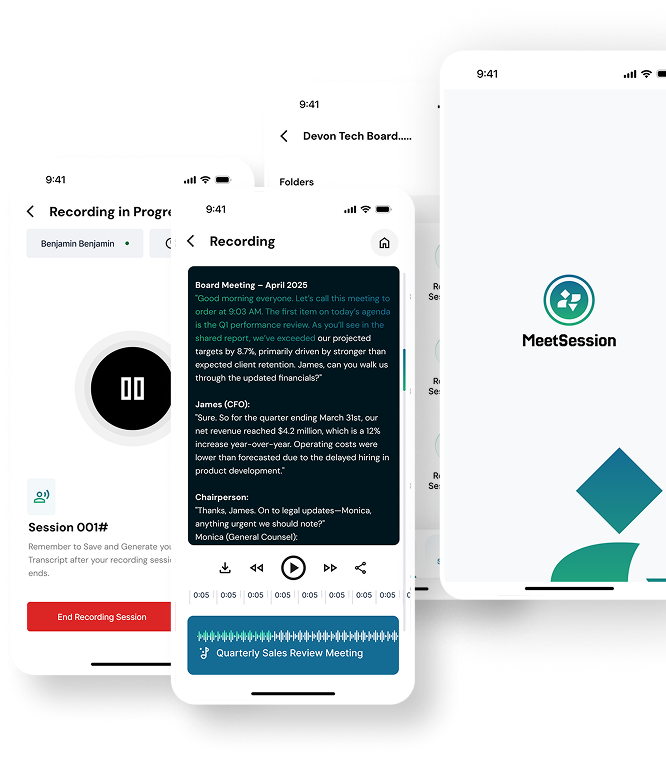 9:41
Recording in Progre
Benjamin Benjamin
Session 001#
Remember to Save and Generate you
Transcript after your recording sessio
ends.
End Recording Session
9:41
Recording
Board Meeting – April 2025
"Good morning everyone. Let's call this meeting to
order at 9:03 AM. The first item on today's agenda
is the Q1 performance review. As you'll see in the
shared report, we've exceeded our projected
targets by 8.7%, primarily driven by stronger than
expected client retention. James, can you walk us
through the updated financials?"
James (CFO):
"Sure. So for the quarter ending March 31st, our
net revenue reached $4.2 million, which is a 12%
increase year-over-year. Operating costs were
lower than forecasted due to the delayed hiring in
product development."
Chairperson:
"Thanks, James. On to legal updates—Monica,
anything urgent we should note?"
Monica (General Counsel):
0:05 0:05 0:05 0:05 0:05 0:05 0:05 0:05
Quarterly Sales Review Meeting
9:41
Devon Tech Board.....
Folders
Re
Ses
Re
Ses
Re
Ses
9:41
MeetSession